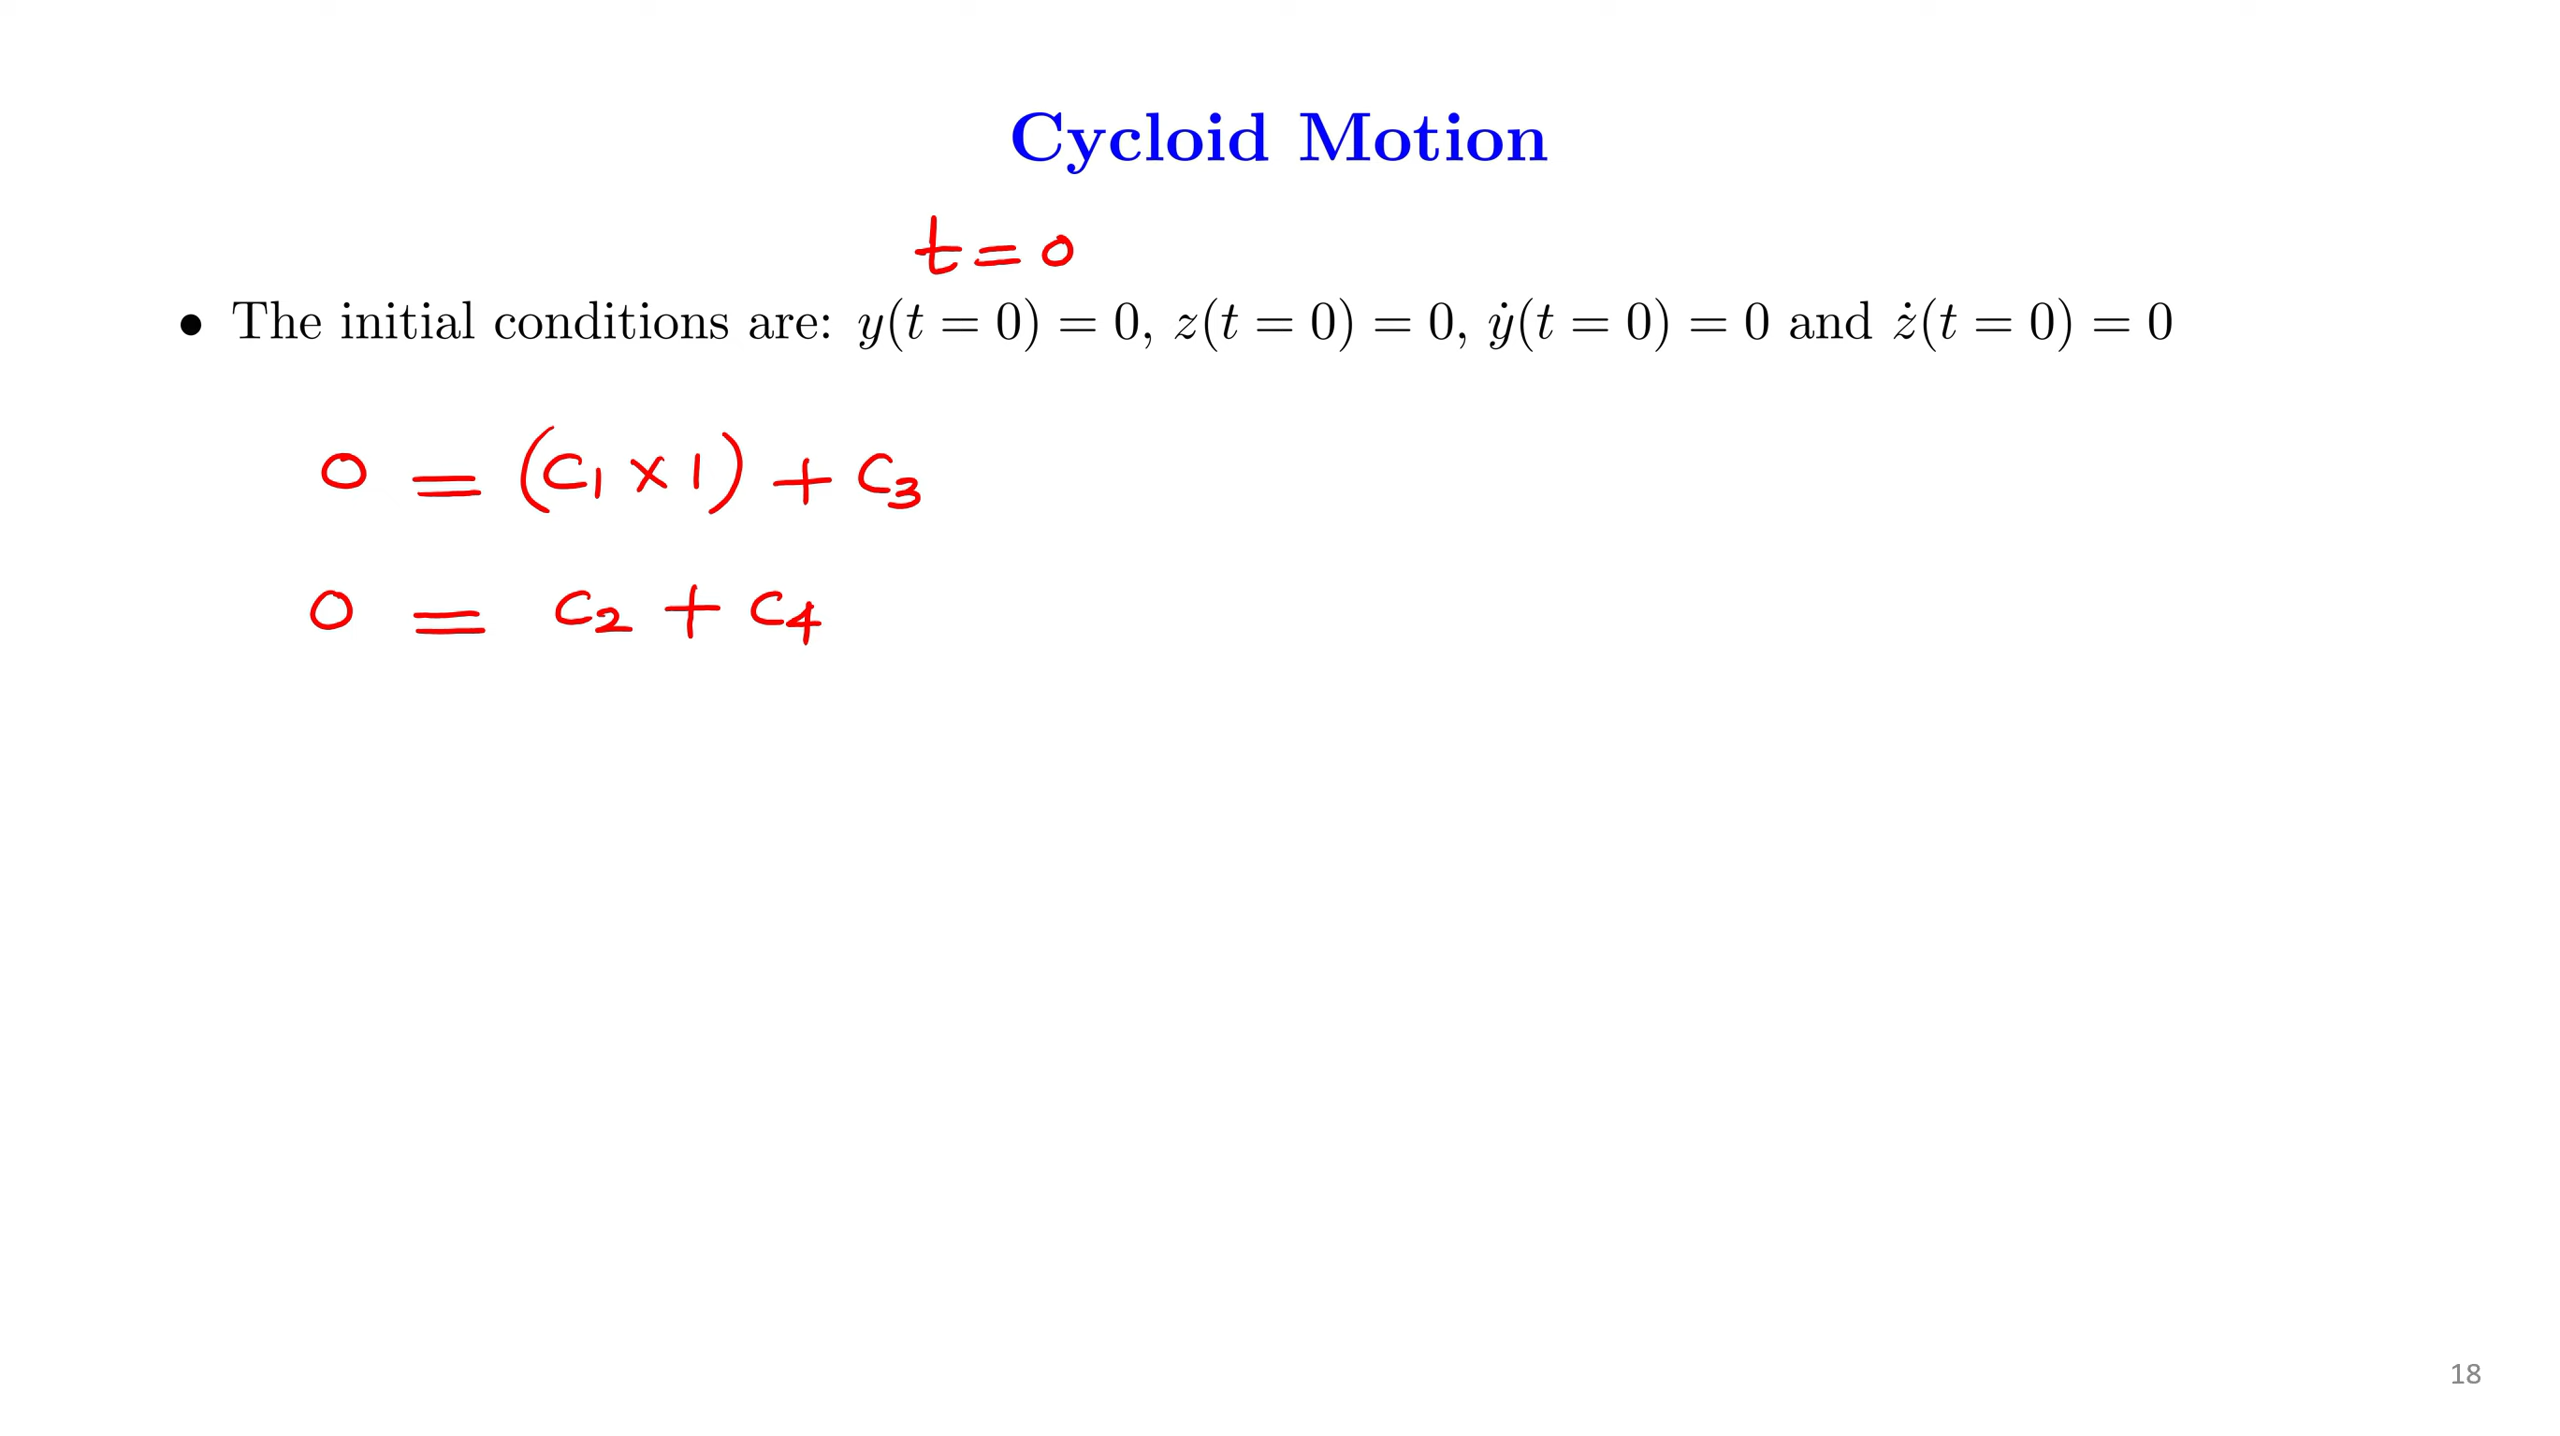 Cycloid Motion
t = 0
• The initial conditions are: y(t = 0) = 0, z(t = 0) = 0, ẏ(t = 0) = 0 and ż(t = 0) = 0
0 = (C₁ × 1) + C₃
0 = C₂ + C₄
18